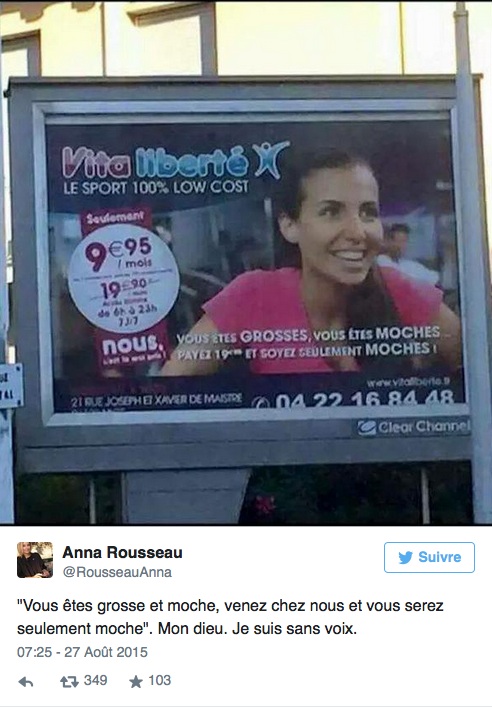 Vita liberté
LE SPORT 100% LOW COST
Seulement
9€95
/ mois
19€90
de 6h à 23h
7J/7
nous.
VOUS ÊTES GROSSES, VOUS ÊTES MOCHES
PAYEZ 19€90 ET SOYEZ SEULEMENT MOCHES !
21 RUE JOSEPH ET XAVIER DE MAISTRE
04 22 16 84 48
Clear Channel
Anna Rousseau
@RousseauAnna
Suivre
"Vous êtes grosse et moche, venez chez nous et vous serez
seulement moche". Mon dieu. Je suis sans voix.
07:25 - 27 Août 2015
349
103